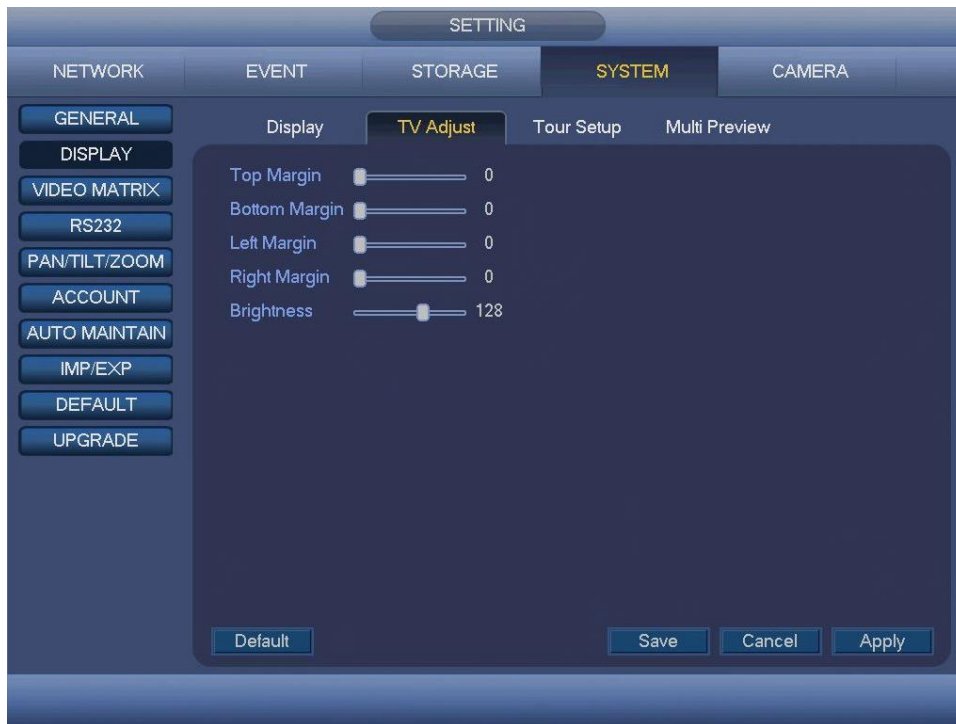 SETTING
NETWORK EVENT STORAGE SYSTEM CAMERA
GENERAL
DISPLAY
VIDEO MATRIX
RS232
PAN/TILT/ZOOM
ACCOUNT
AUTO MAINTAIN
IMP/EXP
DEFAULT
UPGRADE
Display TV Adjust Tour Setup Multi Preview
Top Margin 0
Bottom Margin 0
Left Margin 0
Right Margin 0
Brightness 128
Default Save Cancel Apply